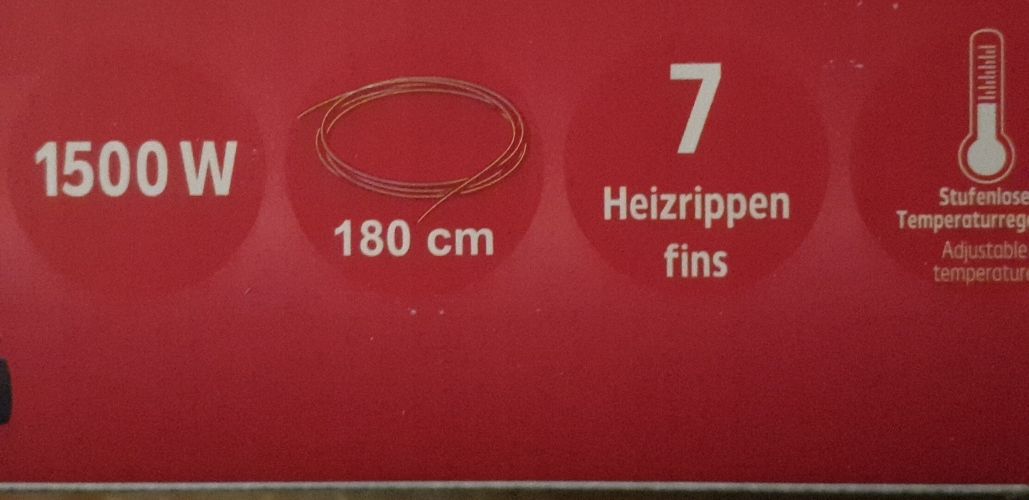 1500 W
180 cm
7
Heizrippen
fins
Stufenlose
Adjustable